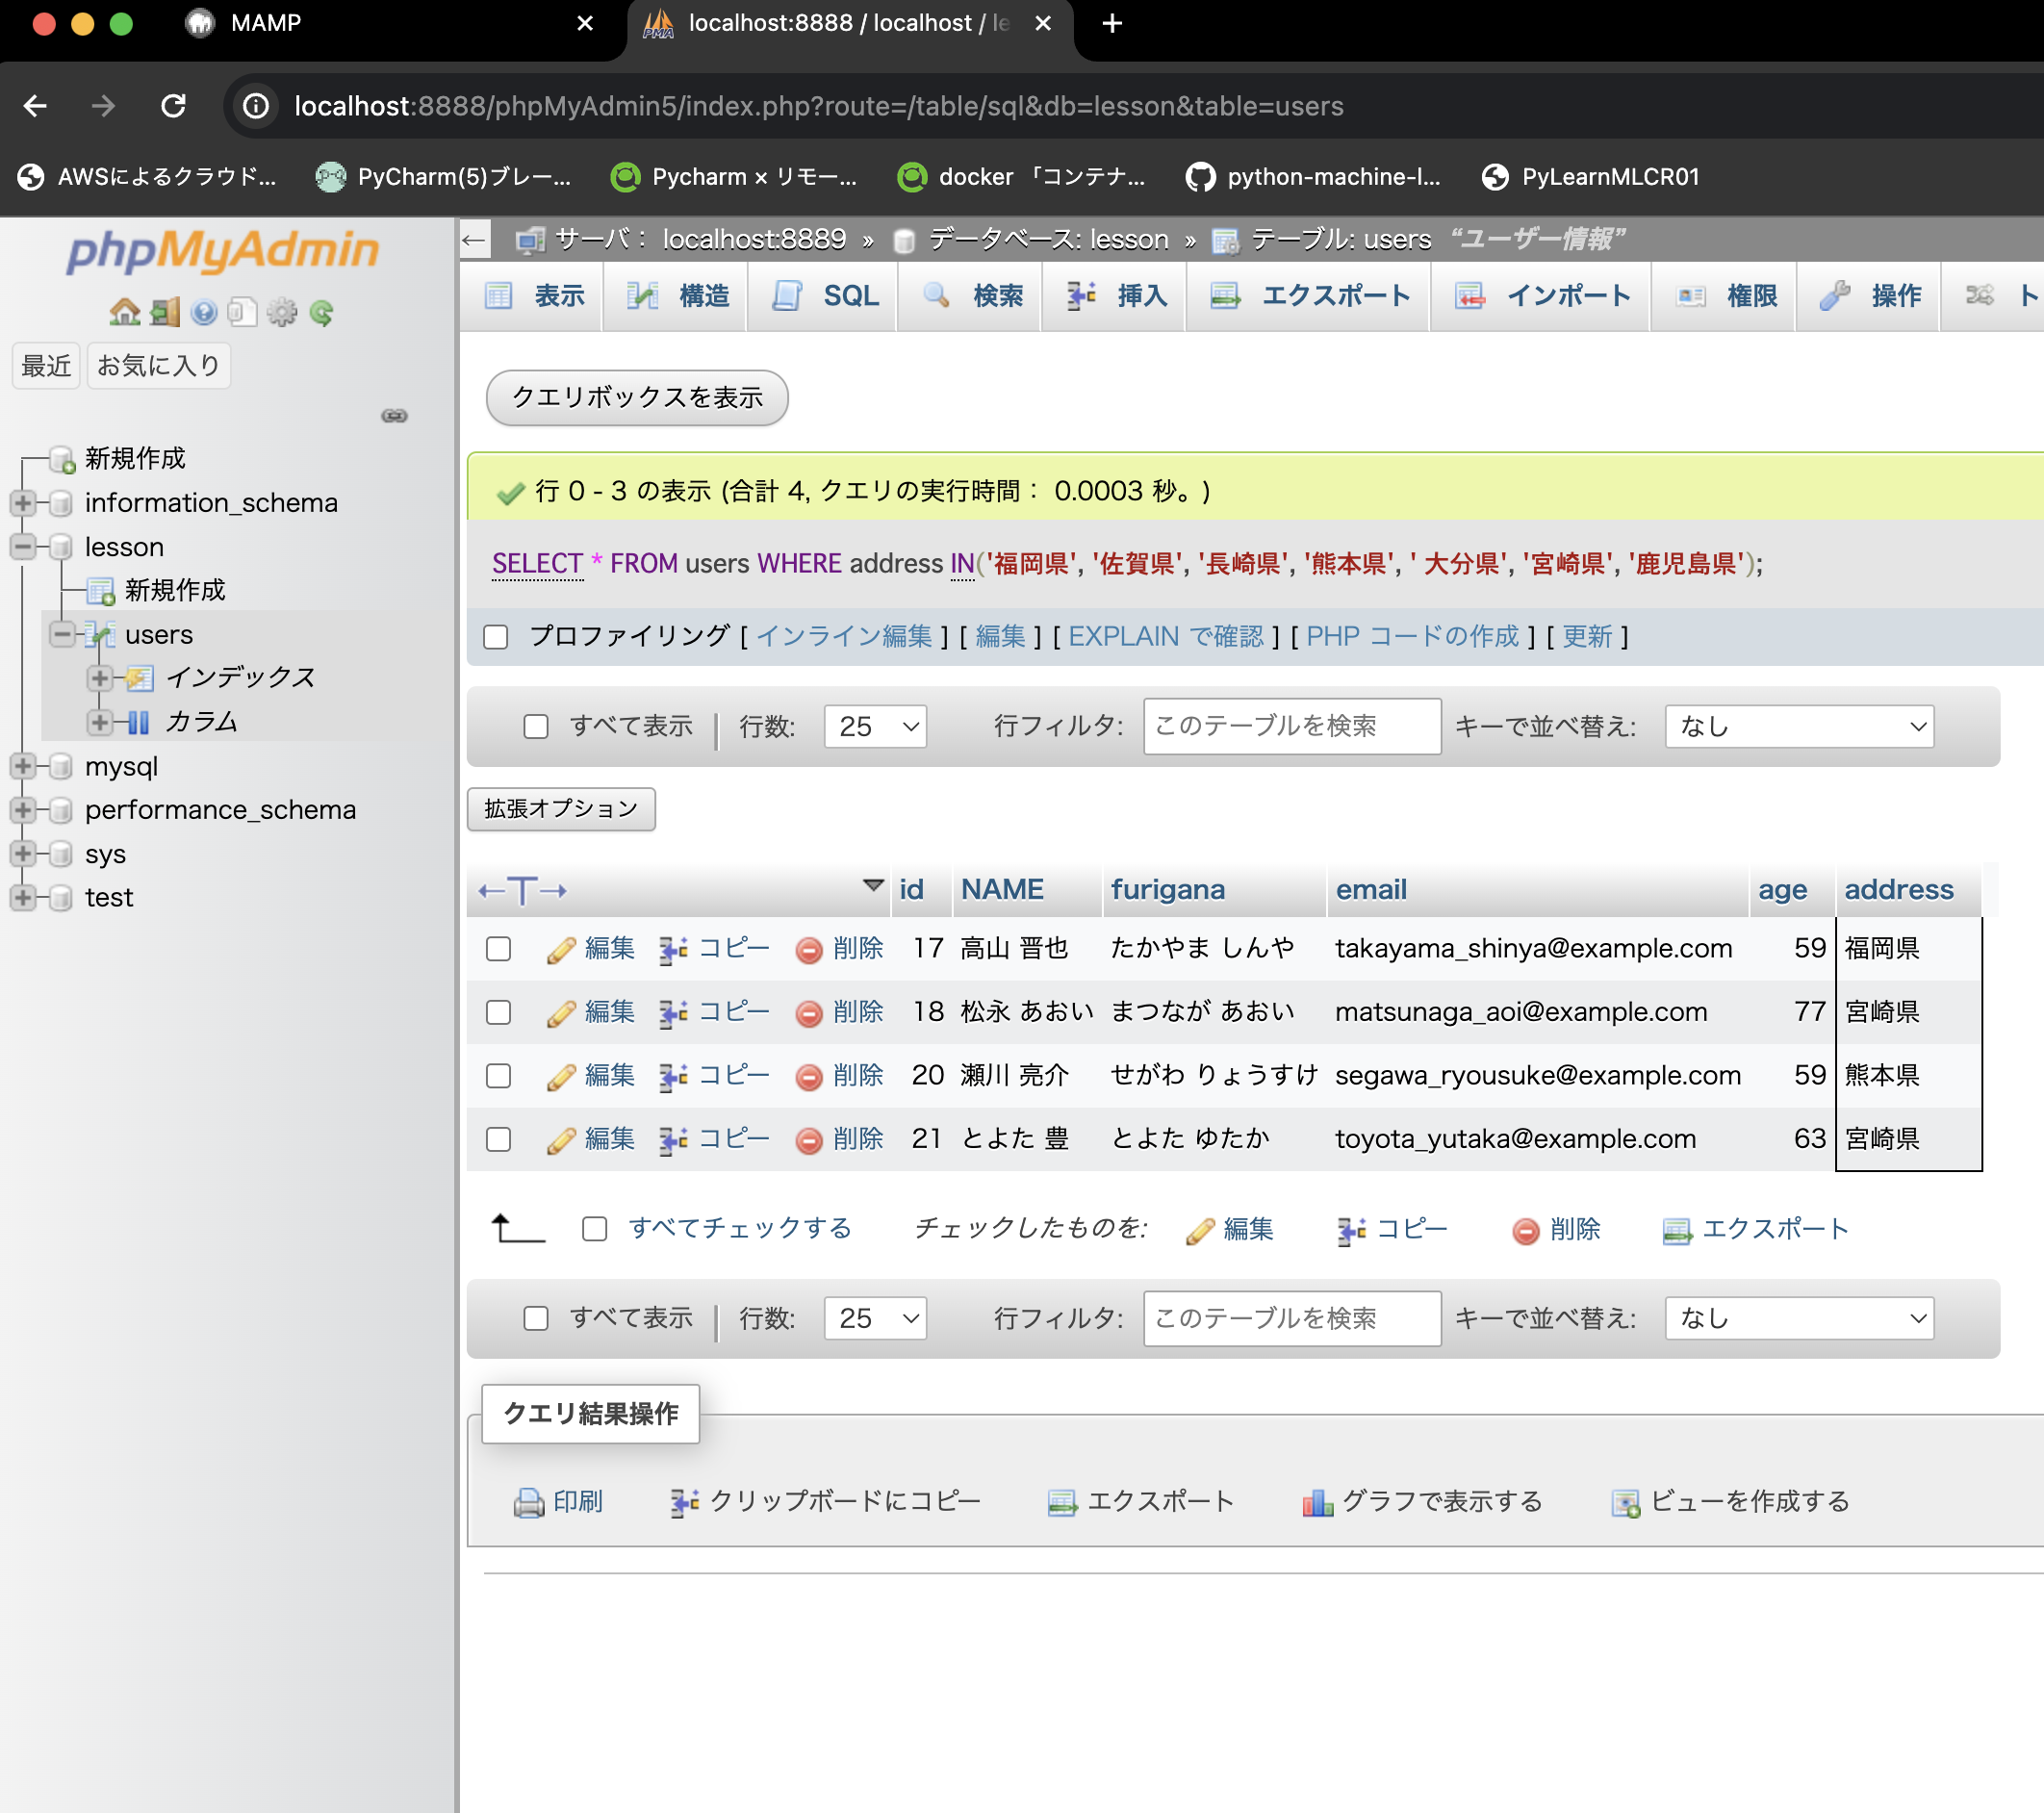 MAMP
localhost:8888 / localhost / le
localhost:8888/phpMyAdmin5/index.php?route=/table/sql&db=lesson&table=users
AWSによるクラウド... PyCharm(5)ブレー... Pycharm × リモー... docker 「コンテナ... python-machine-l... PyLearnMLCR01
phpMyAdmin
最近 お気に入り
新規作成
information_schema
lesson
新規作成
users
インデックス
カラム
mysql
performance_schema
sys
test
サーバ： localhost:8889 » データベース: lesson » テーブル: users “ユーザー情報”
表示 構造 SQL 検索 挿入 エクスポート インポート 権限 操作 ト
クエリボックスを表示
行 0 - 3 の表示 (合計 4, クエリの実行時間： 0.0003 秒。)
SELECT * FROM users WHERE address IN('福岡県', '佐賀県', '長崎県', '熊本県', ' 大分県', '宮崎県', '鹿児島県');
プロファイリング [ インライン編集 ] [ 編集 ] [ EXPLAIN で確認 ] [ PHP コードの作成 ] [ 更新 ]
すべて表示 | 行数: 25 行フィルタ: このテーブルを検索 キーで並べ替え: なし
拡張オプション
←T→ id NAME furigana email age address
編集 コピー 削除 17 高山 晋也 たかやま しんや takayama_shinya@example.com 59 福岡県
編集 コピー 削除 18 松永 あおい まつなが あおい matsunaga_aoi@example.com 77 宮崎県
編集 コピー 削除 20 瀬川 亮介 せがわ りょうすけ segawa_ryousuke@example.com 59 熊本県
編集 コピー 削除 21 とよた 豊 とよた ゆたか toyota_yutaka@example.com 63 宮崎県
すべてチェックする チェックしたものを: 編集 コピー 削除 エクスポート
すべて表示 | 行数: 25 行フィルタ: このテーブルを検索 キーで並べ替え: なし
クエリ結果操作
印刷 クリップボードにコピー エクスポート グラフで表示する ビューを作成する